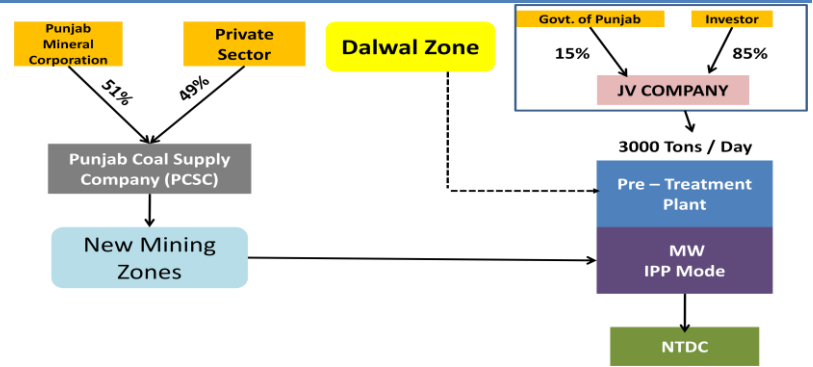 Punjab
Mineral
Corporation
Private
Sector
51%
49%
Punjab Coal Supply
Company (PCSC)
New Mining
Zones
Dalwal Zone
Govt. of Punjab
Investor
15%
85%
JV COMPANY
3000 Tons / Day
Pre – Treatment
Plant
MW
IPP Mode
NTDC